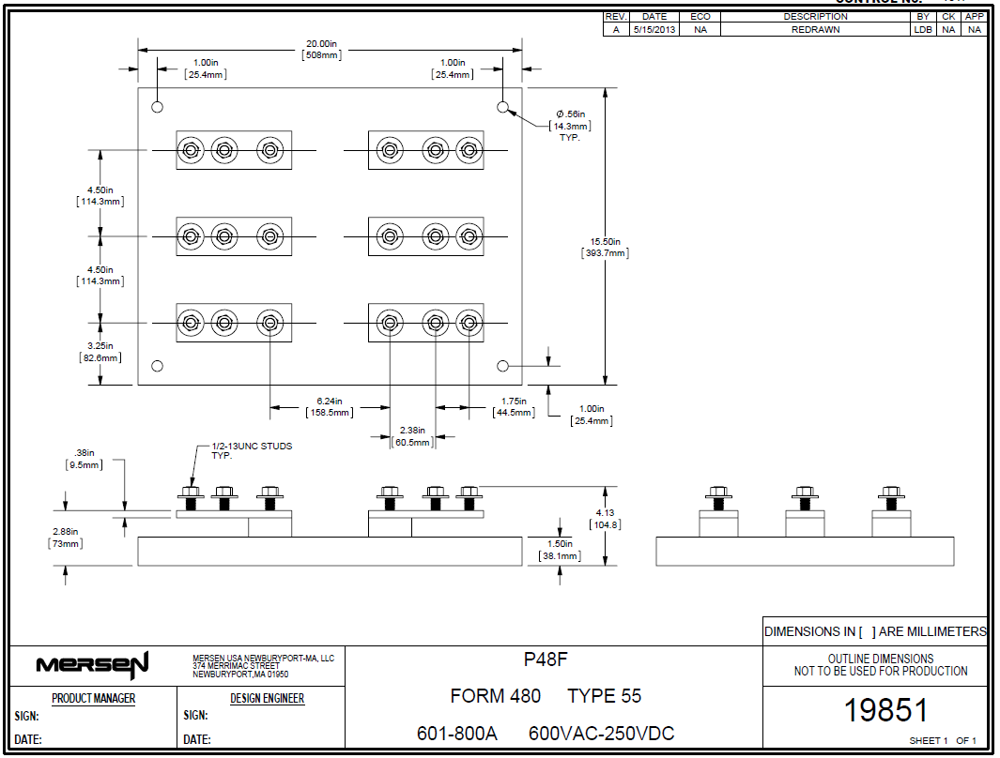 REV. DATE ECO DESCRIPTION BY CK APP
A 5/15/2013 NA REDRAWN LDB NA NA
20.00in
[508mm]
1.00in
[25.4mm]
1.00in
[25.4mm]
Ø.56in
[14.3mm]
TYP.
4.50in
[114.3mm]
4.50in
[114.3mm]
3.25in
[82.6mm]
15.50in
[393.7mm]
6.24in
[158.5mm]
1.75in
[44.5mm]
2.38in
[60.5mm]
1.00in
[25.4mm]
.38in
[9.5mm]
1/2-13UNC STUDS
TYP.
2.88in
[73mm]
4.13
[104.8]
1.50in
[38.1mm]
DIMENSIONS IN [ ] ARE MILLIMETERS
MERSEN
MERSEN USA NEWBURYPORT-MA, LLC
374 MERRIMAC STREET
NEWBURYPORT,MA 01950
PRODUCT MANAGER
SIGN:
DATE:
DESIGN ENGINEER
SIGN:
DATE:
P48F
FORM 480 TYPE 55
601-800A 600VAC-250VDC
OUTLINE DIMENSIONS
NOT TO BE USED FOR PRODUCTION
19851
SHEET 1 OF 1